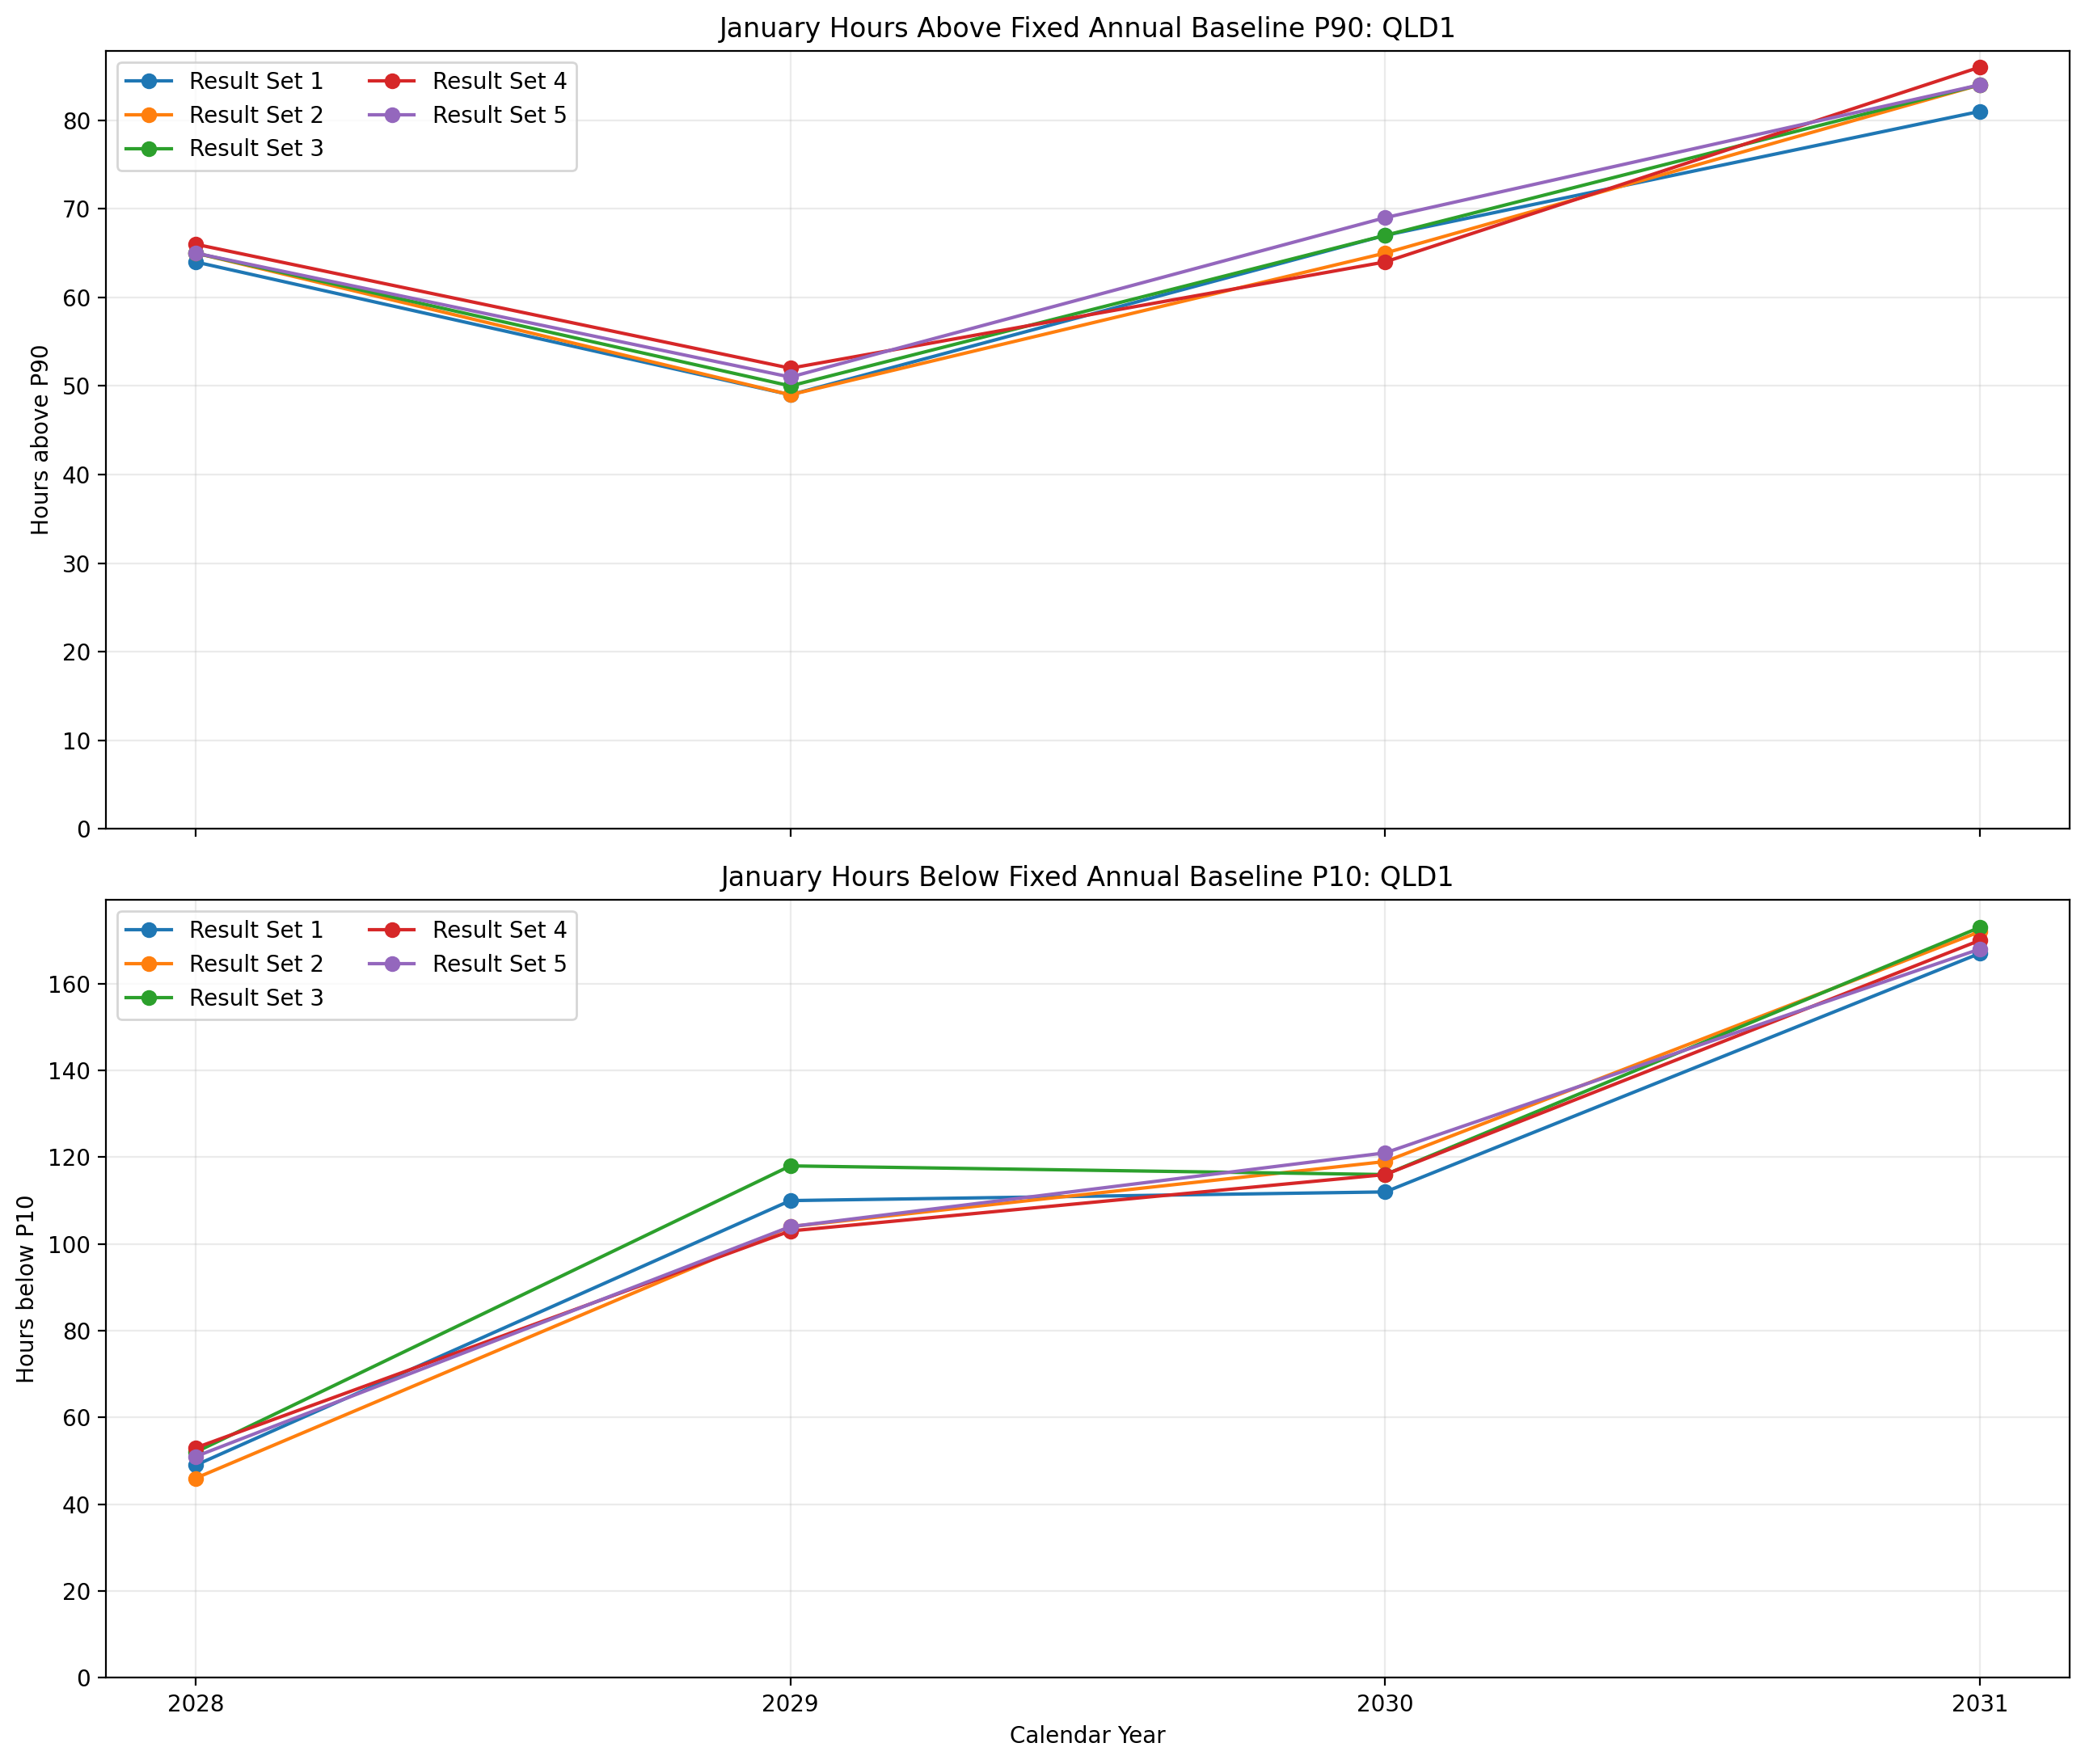 January Hours Above Fixed Annual Baseline P90: QLD1
Result Set 1
Result Set 2
Result Set 3
Result Set 4
Result Set 5
Hours above P90
80
70
60
50
40
30
20
10
0
January Hours Below Fixed Annual Baseline P10: QLD1
Result Set 1
Result Set 2
Result Set 3
Result Set 4
Result Set 5
Hours below P10
160
140
120
100
80
60
40
20
0
2028 2029 2030 2031
Calendar Year